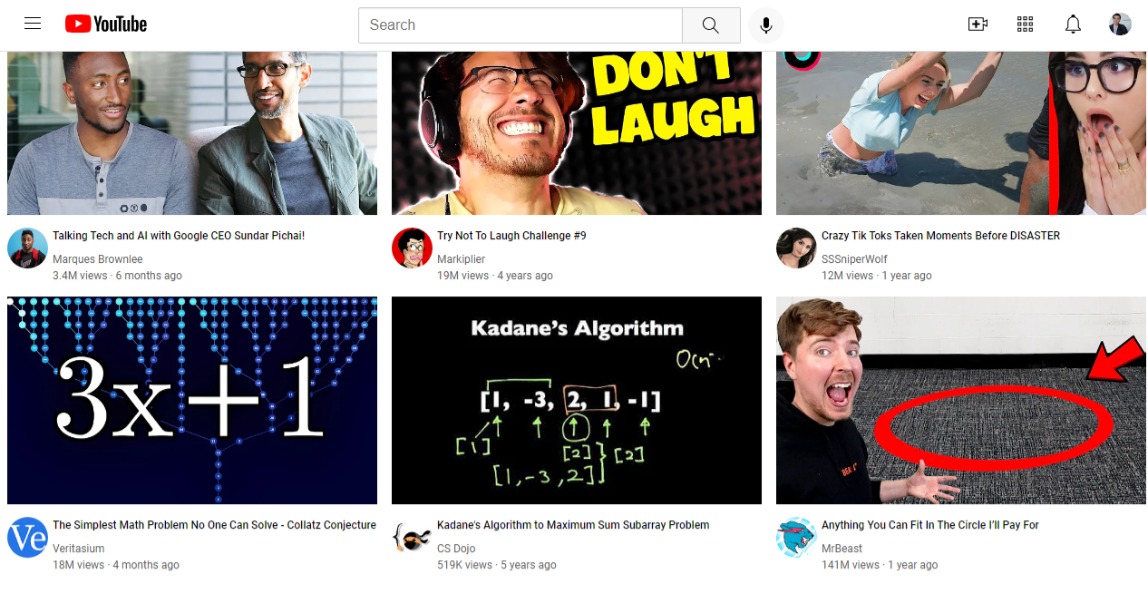 YouTube
Search
DON'T
LAUGH
Talking Tech and AI with Google CEO Sundar Pichai!
Marques Brownlee
3.4M views · 6 months ago
Try Not To Laugh Challenge #9
Markiplier
19M views · 4 years ago
Crazy Tik Toks Taken Moments Before DISASTER
SSSniperWolf
12M views · 1 year ago
3x+1
Kadane's Algorithm
[1, -3, 2, 1, -1]
[1]
[2]
[2]
[1, -3, 2]
Ve
The Simplest Math Problem No One Can Solve - Collatz Conjecture
Veritasium
18M views · 4 months ago
Kadane's Algorithm to Maximum Sum Subarray Problem
CS Dojo
519K views · 5 years ago
Anything You Can Fit In The Circle I'll Pay For
MrBeast
141M views · 1 year ago